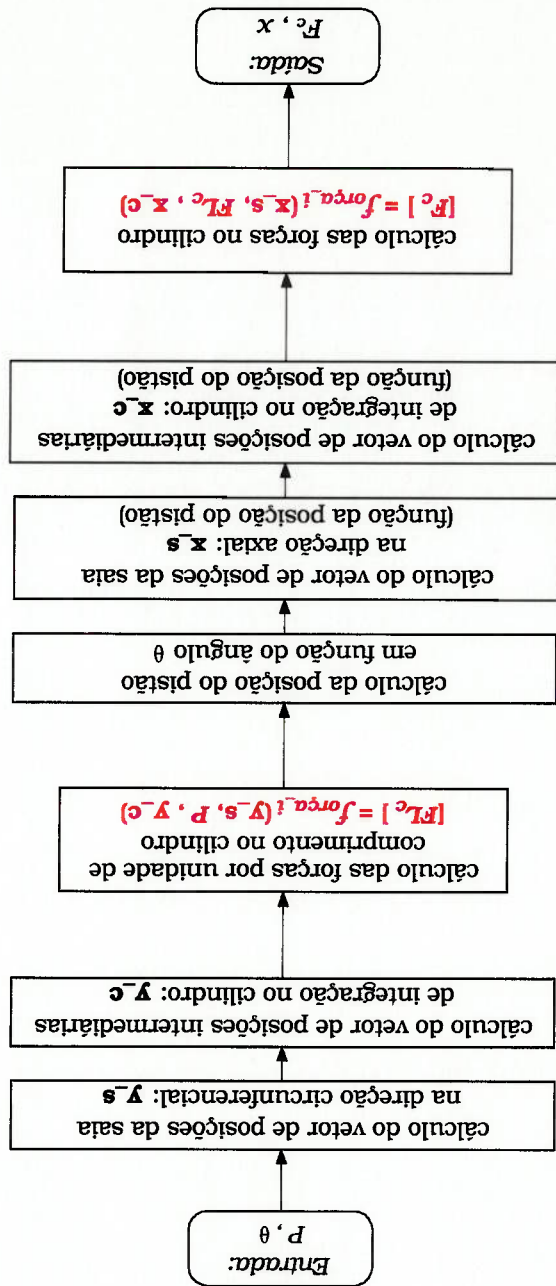 Entrada:
P , θ
cálculo do vetor de posições da saia
na direção circunferencial: y_s
cálculo do vetor de posições intermediárias
de integração no cilindro: y_c
cálculo das forças por unidade de
comprimento no cilindro
[FLc ] = força_i (y_s, P , y_c)
cálculo da posição do pistão
em função do ângulo θ
cálculo do vetor de posições da saia
na direção axial: x_s
(função da posição do pistão)
cálculo do vetor de posições intermediárias
de integração no cilindro: x_c
(função da posição do pistão)
cálculo das forças no cilindro
[Fc ] = força_i (x_s, FLc , x_c)
Saída:
Fc , x